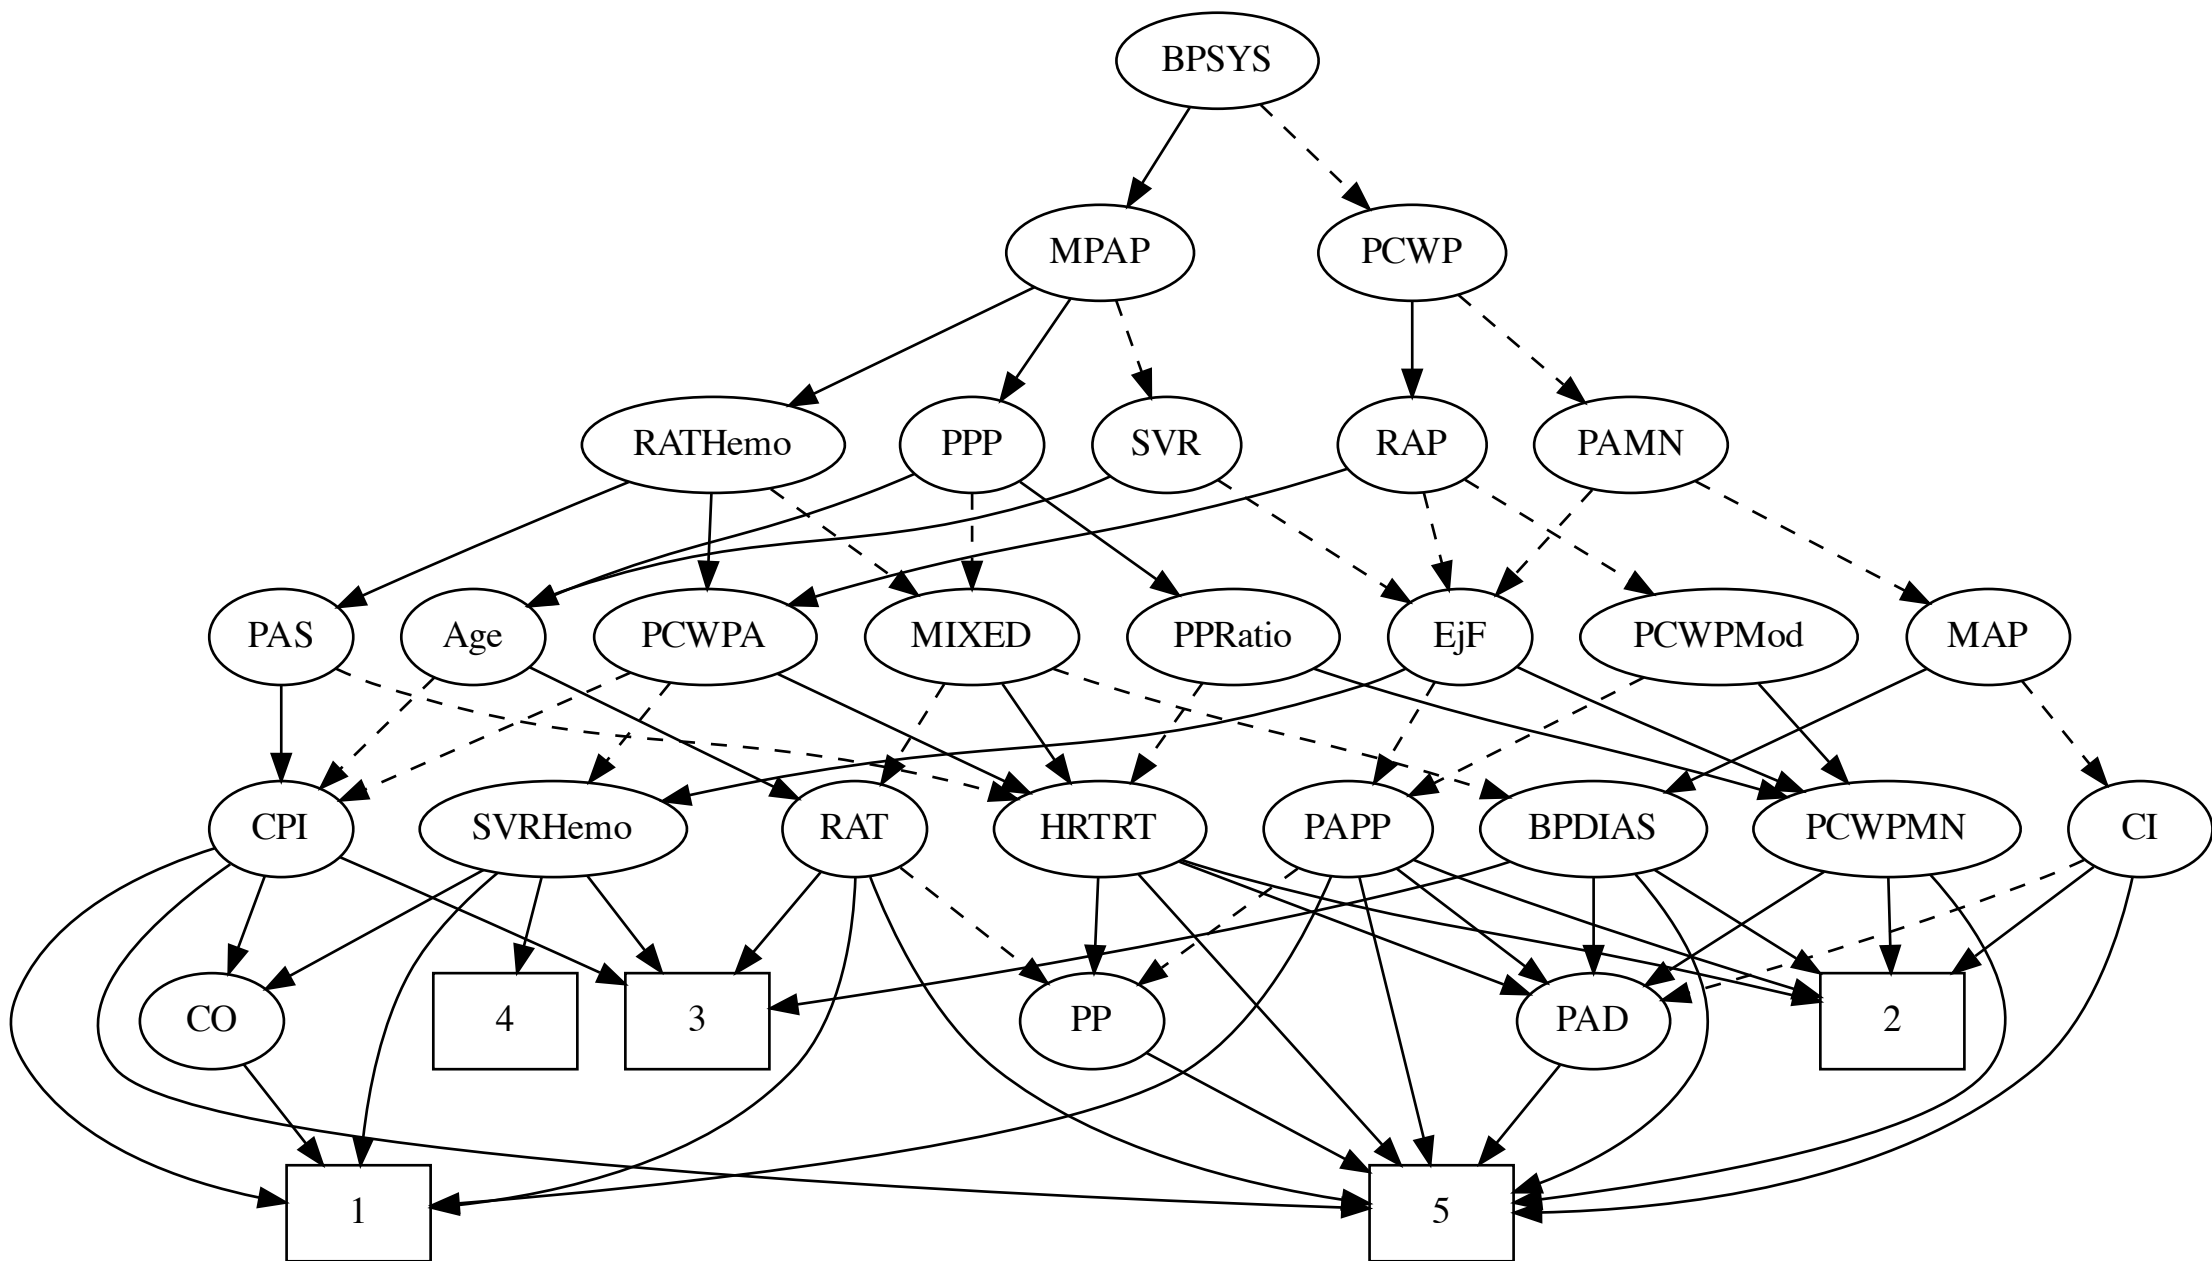 BPSYS
MPAP
PCWP
RATHemo
PPP
SVR
RAP
PAMN
PAS
Age
PCWPA
MIXED
PPRatio
EjF
PCWPMod
MAP
CPI
SVRHemo
RAT
HRTRT
PAPP
BPDIAS
PCWPMN
CI
CO
4
3
PP
PAD
2
1
5